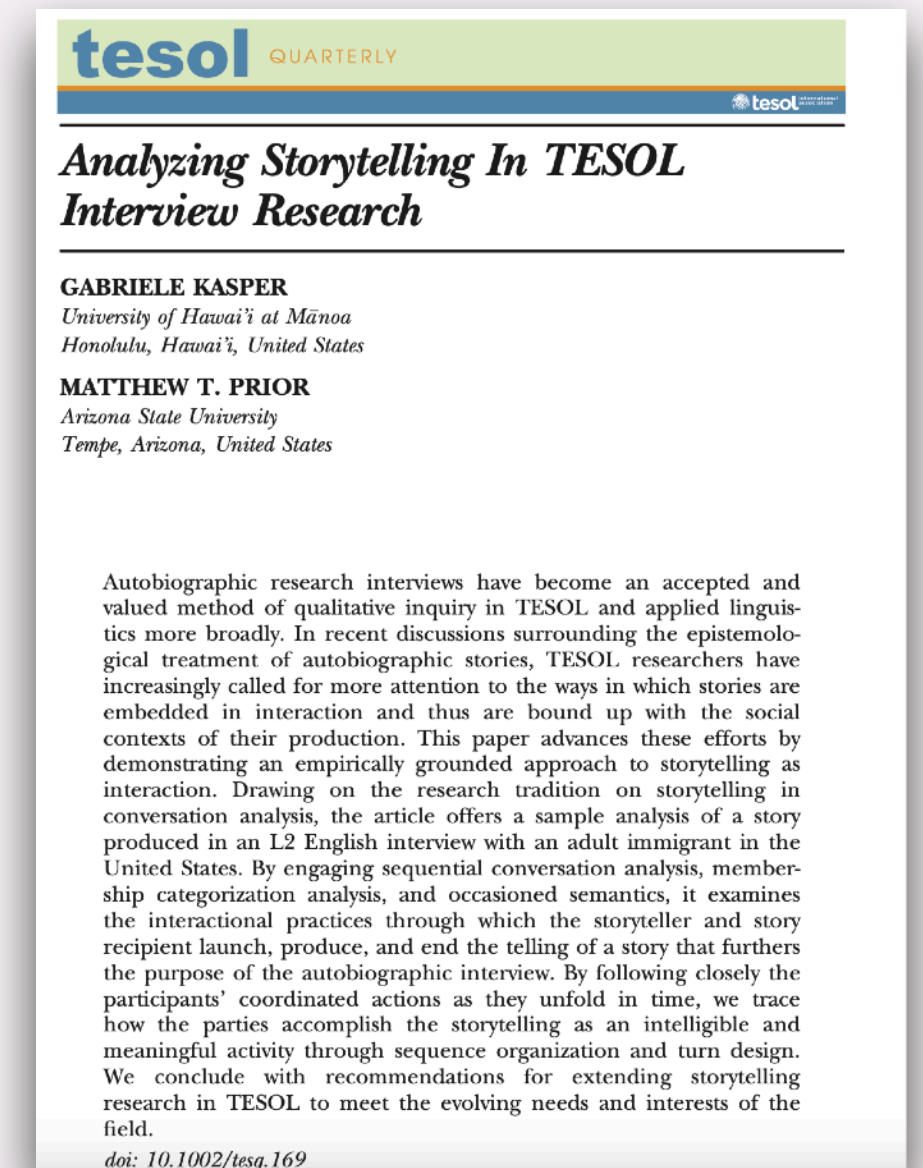 tesol QUARTERLY
tesol international association
Analyzing Storytelling In TESOL
Interview Research
GABRIELE KASPER
University of Hawai'i at Mānoa
Honolulu, Hawai'i, United States
MATTHEW T. PRIOR
Arizona State University
Tempe, Arizona, United States
Autobiographic research interviews have become an accepted and
valued method of qualitative inquiry in TESOL and applied linguis-
tics more broadly. In recent discussions surrounding the epistemolo-
gical treatment of autobiographic stories, TESOL researchers have
increasingly called for more attention to the ways in which stories are
embedded in interaction and thus are bound up with the social
contexts of their production. This paper advances these efforts by
demonstrating an empirically grounded approach to storytelling as
interaction. Drawing on the research tradition on storytelling in
conversation analysis, the article offers a sample analysis of a story
produced in an L2 English interview with an adult immigrant in the
United States. By engaging sequential conversation analysis, member-
ship categorization analysis, and occasioned semantics, it examines
the interactional practices through which the storyteller and story
recipient launch, produce, and end the telling of a story that furthers
the purpose of the autobiographic interview. By following closely the
participants' coordinated actions as they unfold in time, we trace
how the parties accomplish the storytelling as an intelligible and
meaningful activity through sequence organization and turn design.
We conclude with recommendations for extending storytelling
research in TESOL to meet the evolving needs and interests of the
field.
doi: 10.1002/tesq.169